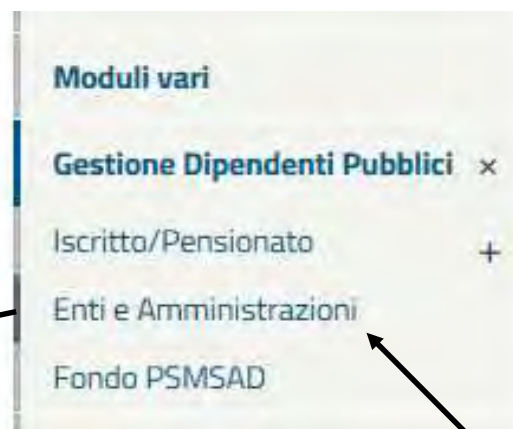 Moduli vari
Gestione Dipendenti Pubblici ×
Iscritto/Pensionato +
Enti e Amministrazioni
Fondo PSMSAD